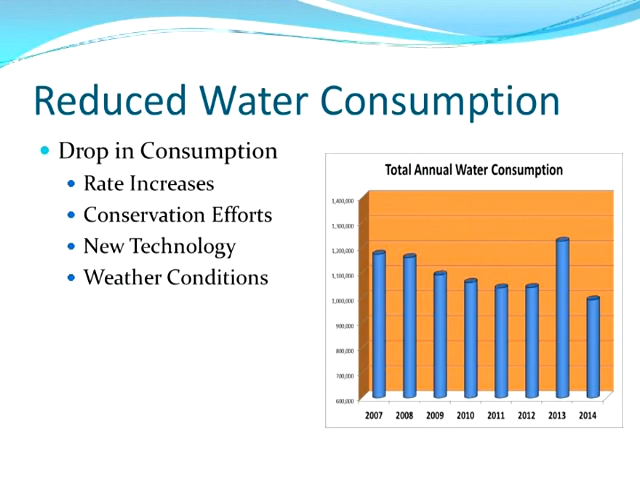 Reduced Water Consumption
Drop in Consumption
Rate Increases
Conservation Efforts
New Technology
Weather Conditions
Total Annual Water Consumption
1,400,000
1,300,000
1,200,000
1,100,000
1,000,000
900,000
800,000
700,000
600,000
2007 2008 2009 2010 2011 2012 2013 2014